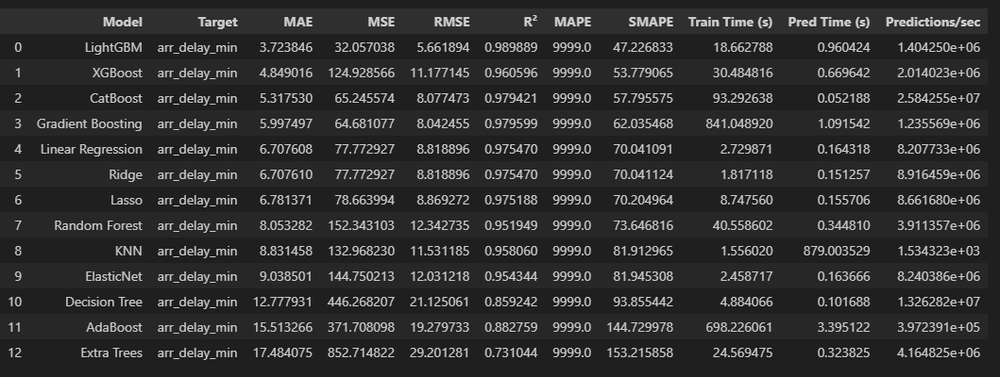 Model Target MAE MSE RMSE R² MAPE SMAPE Train Time (s) Pred Time (s) Predictions/sec
0 LightGBM arr_delay_min 3.723846 32.057038 5.661894 0.989889 9999.0 47.226833 18.662788 0.960424 1.404250e+06
1 XGBoost arr_delay_min 4.849016 124.928566 11.177145 0.960596 9999.0 53.779065 30.484816 0.669642 2.014023e+06
2 CatBoost arr_delay_min 5.317530 65.245574 8.077473 0.979421 9999.0 57.795575 93.292638 0.052188 2.584255e+07
3 Gradient Boosting arr_delay_min 5.997497 64.681077 8.042455 0.979599 9999.0 62.035468 841.048920 1.091542 1.235569e+06
4 Linear Regression arr_delay_min 6.707608 77.772927 8.818896 0.975470 9999.0 70.041091 2.729871 0.164318 8.207733e+06
5 Ridge arr_delay_min 6.707610 77.772927 8.818896 0.975470 9999.0 70.041124 1.817118 0.151257 8.916459e+06
6 Lasso arr_delay_min 6.781371 78.663994 8.869272 0.975188 9999.0 70.204964 8.747560 0.155706 8.661680e+06
7 Random Forest arr_delay_min 8.053282 152.343103 12.342735 0.951949 9999.0 73.646816 40.558602 0.344810 3.911357e+06
8 KNN arr_delay_min 8.831458 132.968230 11.531185 0.958060 9999.0 81.912965 1.556020 879.003529 1.534323e+03
9 ElasticNet arr_delay_min 9.038501 144.750213 12.031218 0.954344 9999.0 81.945308 2.458717 0.163666 8.240386e+06
10 Decision Tree arr_delay_min 12.777931 446.268207 21.125061 0.859242 9999.0 93.855442 4.884066 0.101688 1.326282e+07
11 AdaBoost arr_delay_min 15.513266 371.708098 19.279733 0.882759 9999.0 144.729978 698.226061 3.395122 3.972391e+05
12 Extra Trees arr_delay_min 17.484075 852.714822 29.201281 0.731044 9999.0 153.215858 24.569475 0.323825 4.164825e+06